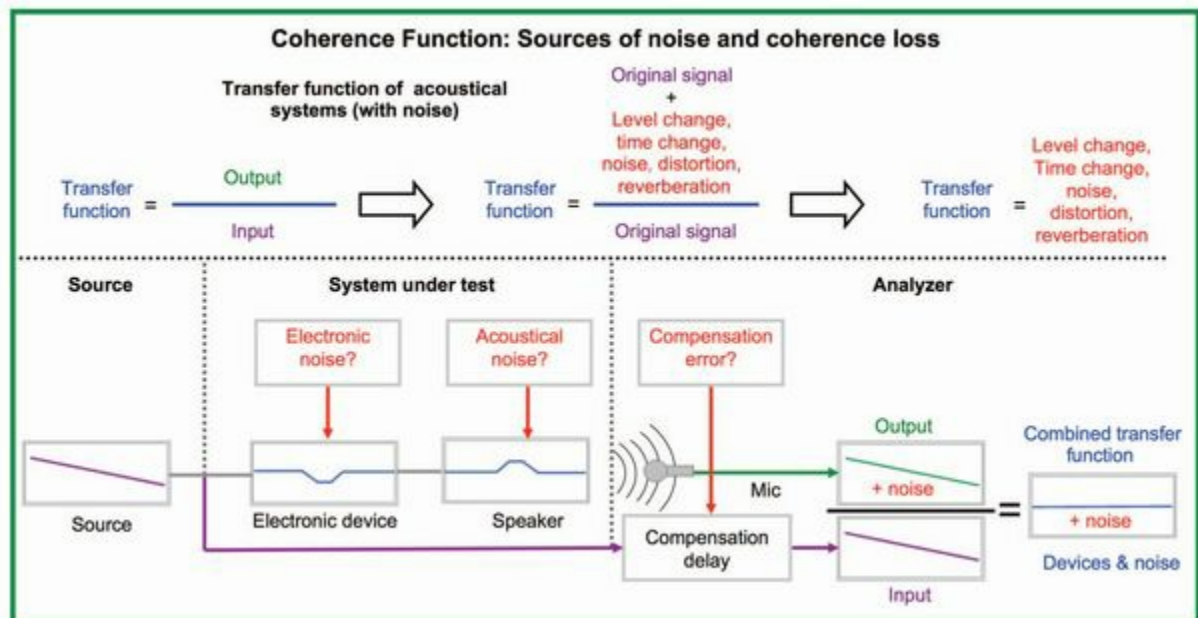 Coherence Function: Sources of noise and coherence loss
Transfer function of acoustical
systems (with noise)
Transfer
function
=
Output
Input
Transfer
function
=
Original signal
+
Level change,
time change,
noise, distortion,
reverberation
Original signal
Transfer
function
=
Level change,
Time change,
noise,
distortion,
reverberation
Source
System under test
Analyzer
Electronic
noise?
Acoustical
noise?
Compensation
error?
Source
Electronic device
Speaker
Mic
Compensation
delay
Output
+ noise
Input
=
Combined transfer
function
+ noise
Devices & noise